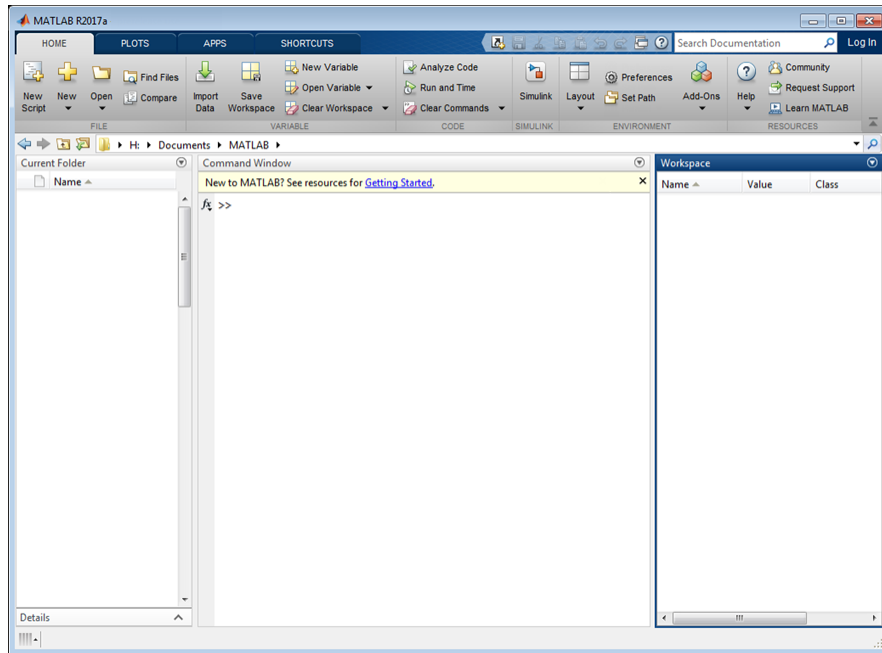 MATLAB R2017a
HOME PLOTS APPS SHORTCUTS Search Documentation Log In
New Script
New
Open
Find Files
Compare
FILE
Import Data
Save Workspace
New Variable
Open Variable
Clear Workspace
VARIABLE
Analyze Code
Run and Time
Clear Commands
CODE
Simulink
SIMULINK
Layout
Preferences
Set Path
Add-Ons
ENVIRONMENT
Help
Community
Request Support
Learn MATLAB
RESOURCES
H: Documents MATLAB
Current Folder
Name
Details
Command Window
New to MATLAB? See resources for Getting Started.
fx >>
Workspace
Name Value Class